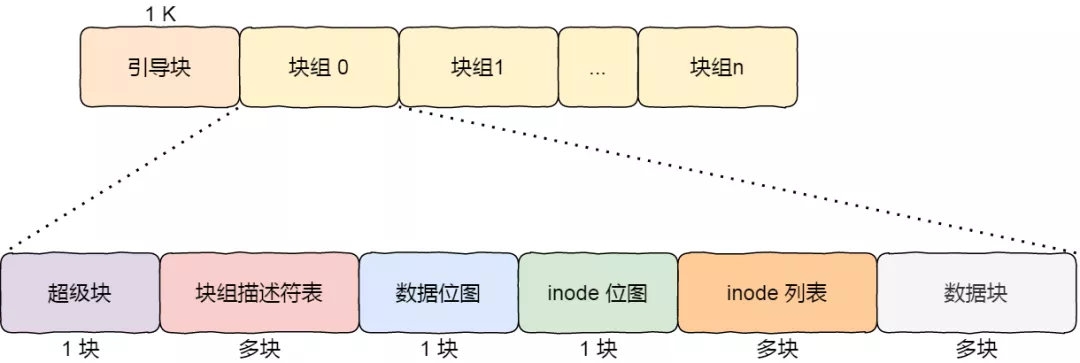 1 K
引导块
块组 0
块组1
...
块组n
超级块
块组描述符表
数据位图
inode 位图
inode 列表
数据块
1 块
多块
1 块
1 块
多块
多块